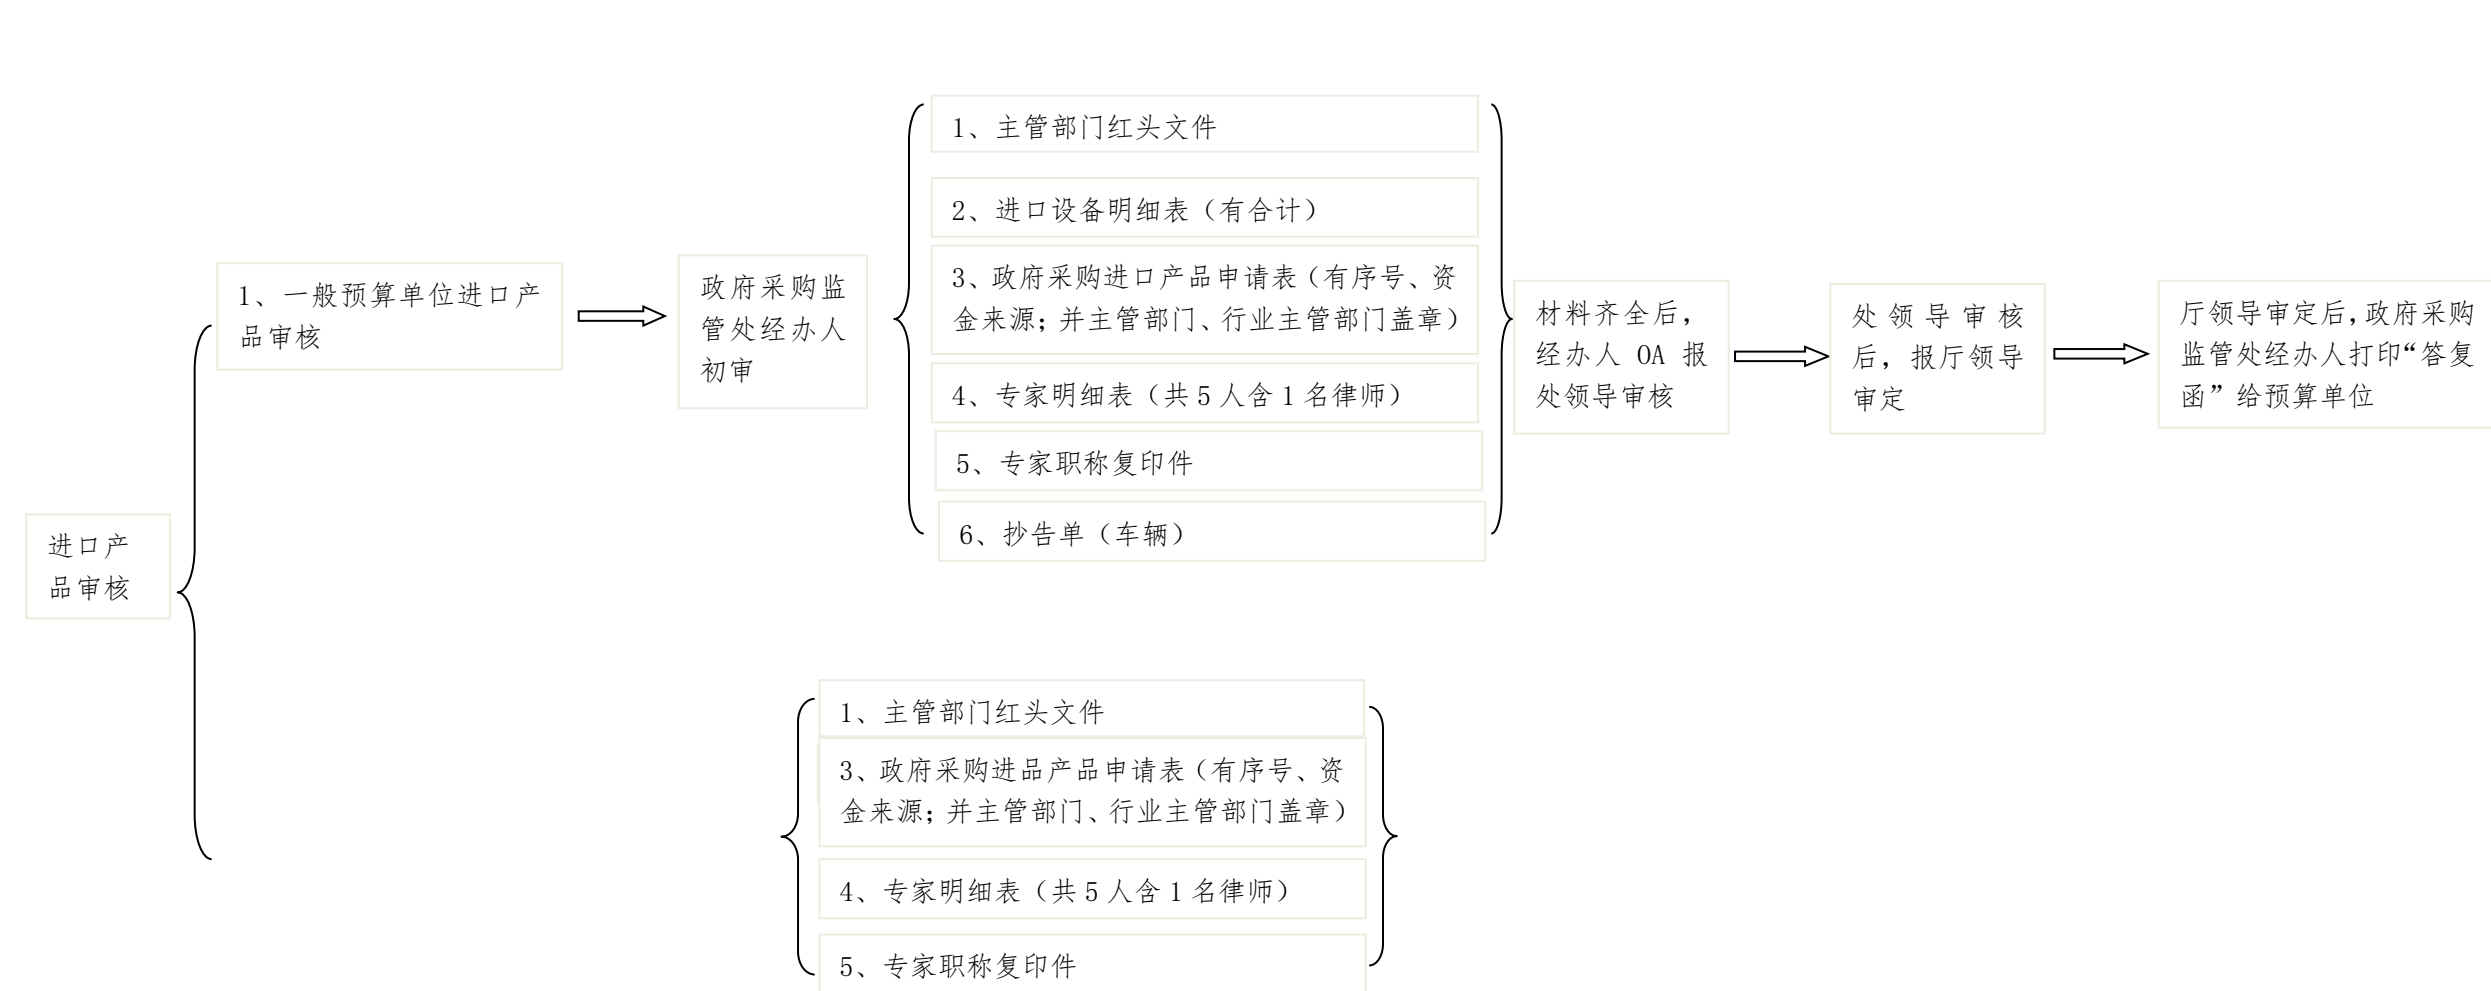 进口产
品审核
1、一般预算单位进口产
品审核
政府采购监
管处经办人
初审
1、主管部门红头文件
2、进口设备明细表（有合计）
3、政府采购进口产品申请表（有序号、资
金来源；并主管部门、行业主管部门盖章）
4、专家明细表（共5人含1名律师）
5、专家职称复印件
6、抄告单（车辆）
材料齐全后，
经办人 OA 报
处领导审核
处领导审核
后，报厅领导
审定
厅领导审定后，政府采购
监管处经办人打印“答复
函”给预算单位
1、主管部门红头文件
3、政府采购进品产品申请表（有序号、资
金来源；并主管部门、行业主管部门盖章）
4、专家明细表（共5人含1名律师）
5、专家职称复印件